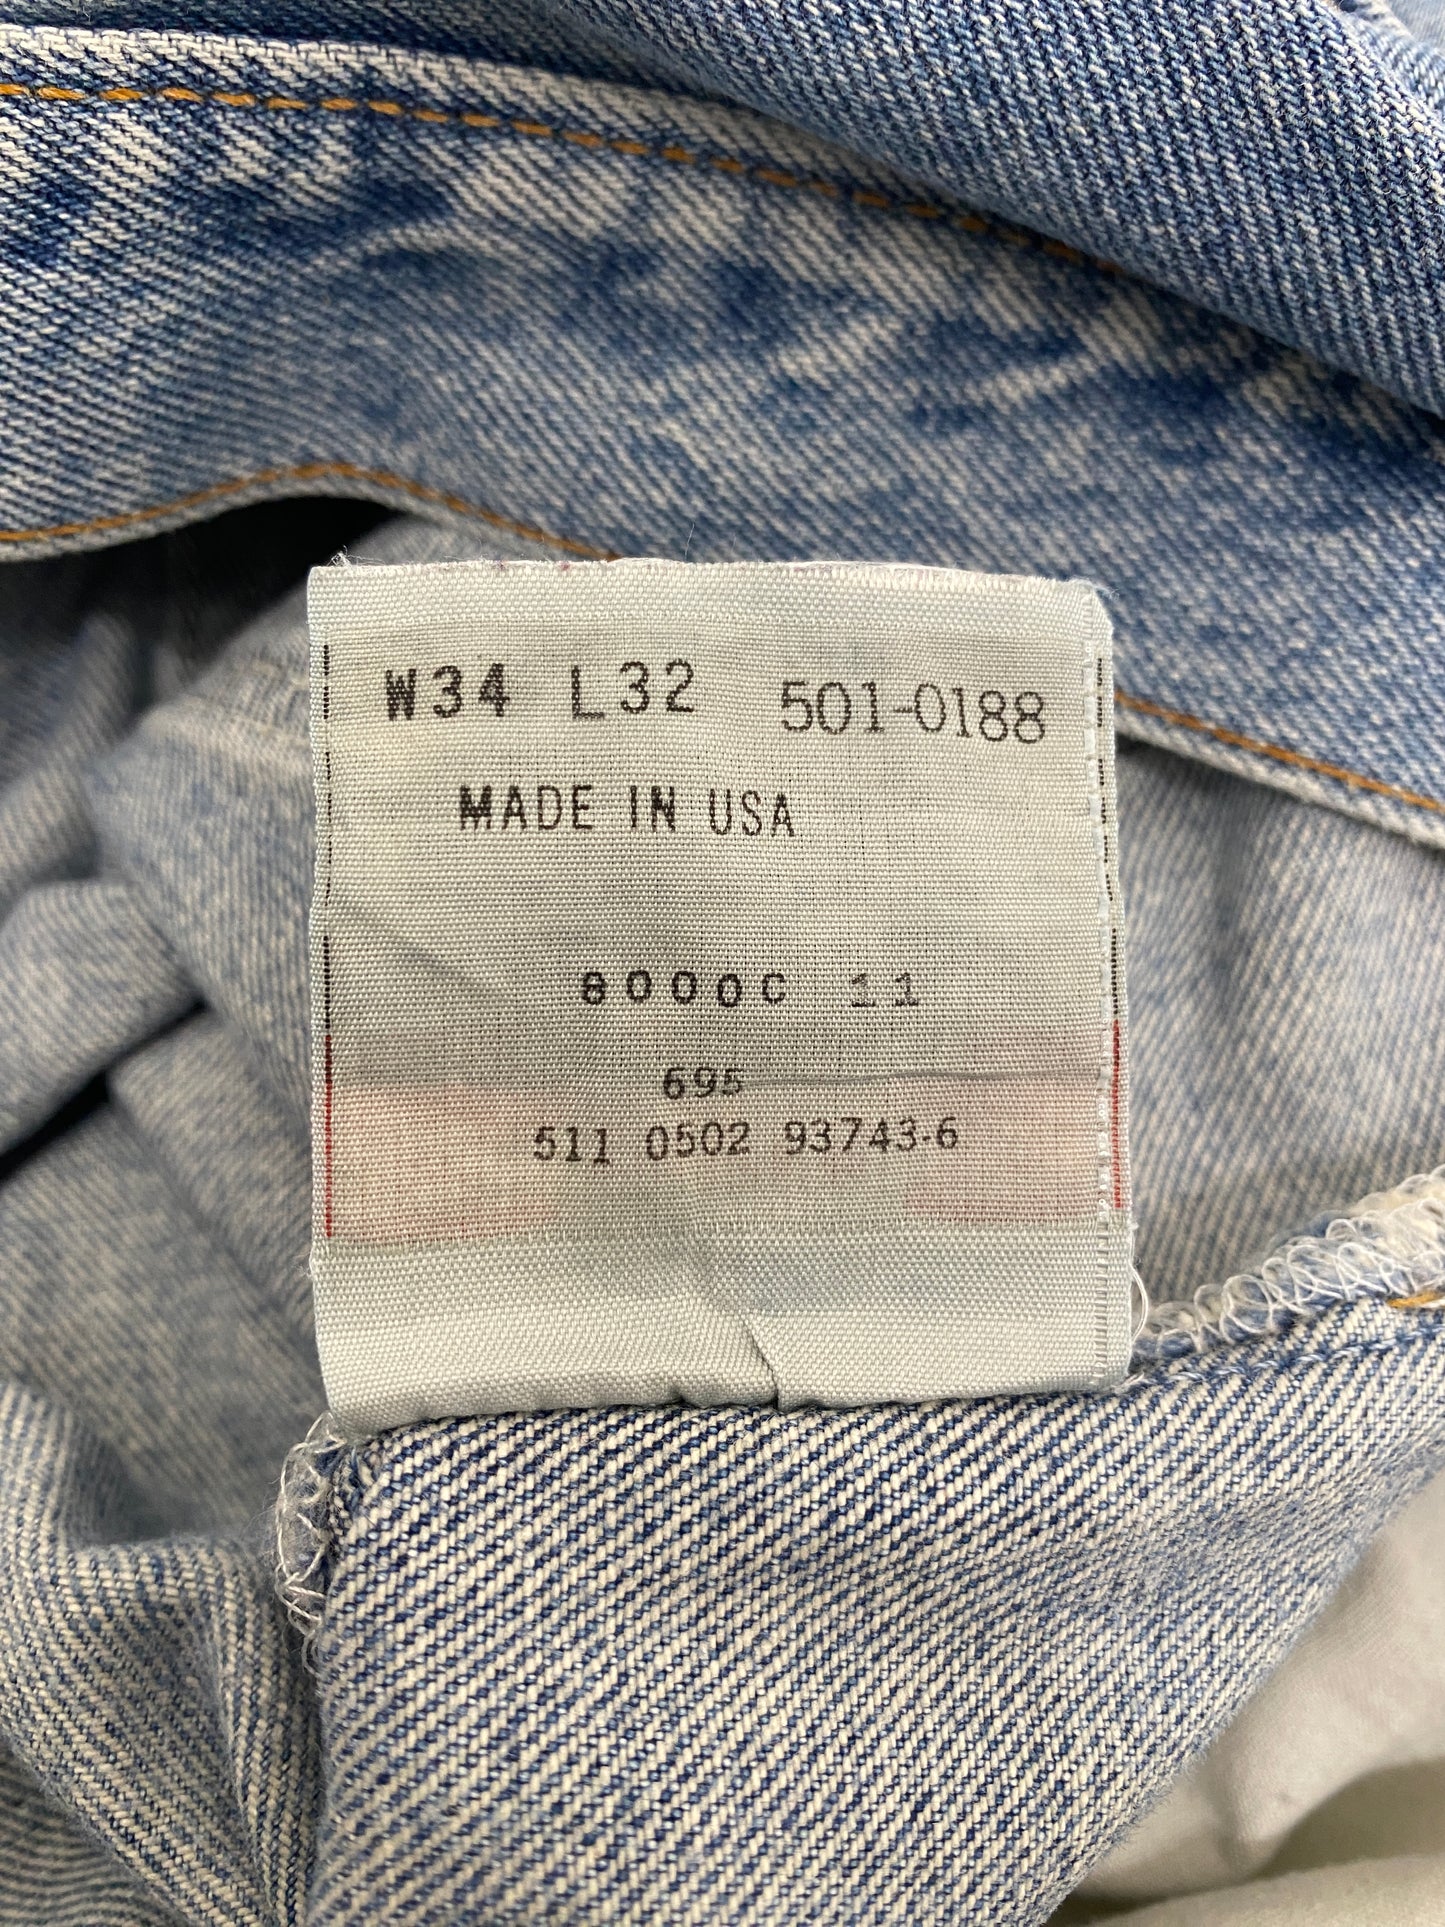 W34 L32 501-0188
MADE IN USA
8000C 11
695
511 0502 93743-6